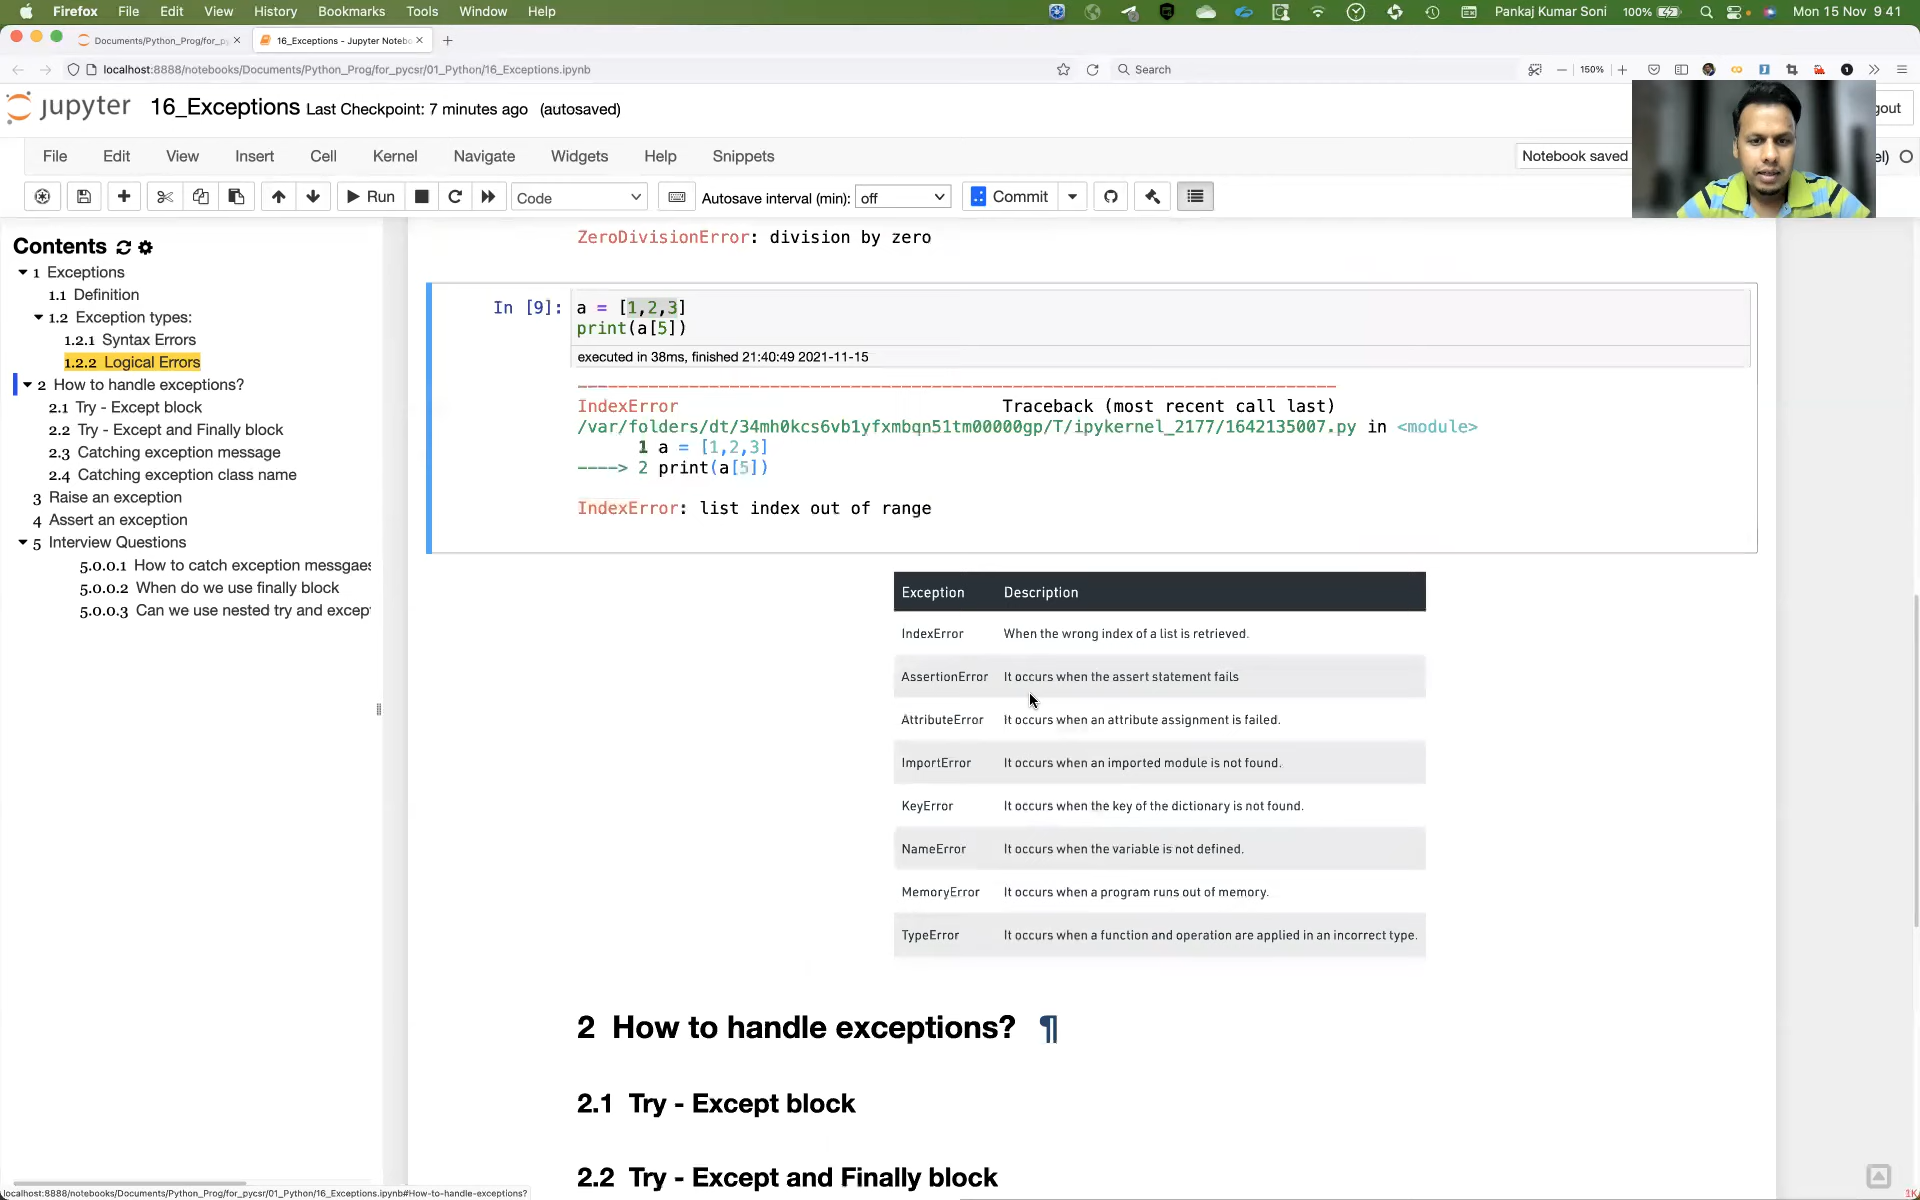 Firefox File Edit View History Bookmarks Tools Window Help Pankaj Kumar Soni 100% Mon 15 Nov 9 41
Documents/Python_Prog/for_py
16_Exceptions - Jupyter Notebo
localhost:8888/notebooks/Documents/Python_Prog/for_pycsr/01_Python/16_Exceptions.ipynb
Search
150%
jupyter 16_Exceptions Last Checkpoint: 7 minutes ago (autosaved)
gout
File Edit View Insert Cell Kernel Navigate Widgets Help Snippets
Notebook saved
el)
Run
Code
Autosave interval (min): off
Commit
Contents
1 Exceptions
1.1 Definition
1.2 Exception types:
1.2.1 Syntax Errors
1.2.2 Logical Errors
2 How to handle exceptions?
2.1 Try - Except block
2.2 Try - Except and Finally block
2.3 Catching exception message
2.4 Catching exception class name
3 Raise an exception
4 Assert an exception
5 Interview Questions
5.0.0.1 How to catch exception messgaes
5.0.0.2 When do we use finally block
5.0.0.3 Can we use nested try and excep
ZeroDivisionError: division by zero
In [9]: a = [1,2,3]
print(a[5])
executed in 38ms, finished 21:40:49 2021-11-15
IndexError Traceback (most recent call last)
/var/folders/dt/34mh0kcs6vb1yfxmbqn51tm00000gp/T/ipykernel_2177/1642135007.py in <module>
1 a = [1,2,3]
----> 2 print(a[5])
IndexError: list index out of range
Exception Description
IndexError When the wrong index of a list is retrieved.
AssertionError It occurs when the assert statement fails
AttributeError It occurs when an attribute assignment is failed.
ImportError It occurs when an imported module is not found.
KeyError It occurs when the key of the dictionary is not found.
NameError It occurs when the variable is not defined.
MemoryError It occurs when a program runs out of memory.
TypeError It occurs when a function and operation are applied in an incorrect type.
2 How to handle exceptions? ¶
2.1 Try - Except block
2.2 Try - Except and Finally block
localhost:8888/notebooks/Documents/Python_Prog/for_pycsr/01_Python/16_Exceptions.ipynb#How-to-handle-exceptions?
1K